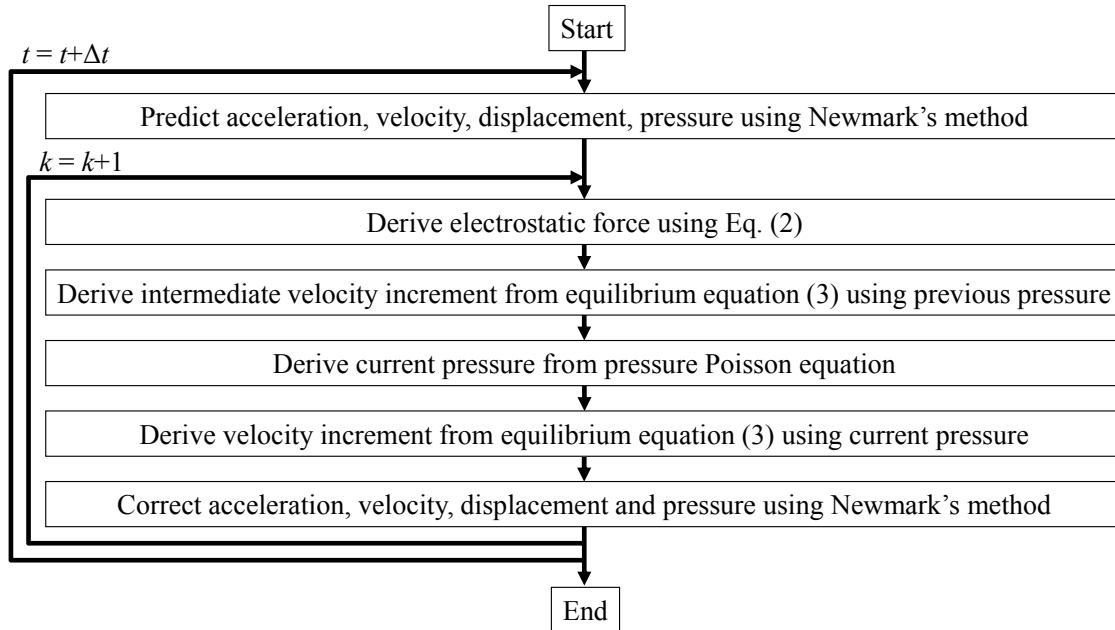 Start
t = t+Δt
Predict acceleration, velocity, displacement, pressure using Newmark’s method
k = k+1
Derive electrostatic force using Eq. (2)
Derive intermediate velocity increment from equilibrium equation (3) using previous pressure
Derive current pressure from pressure Poisson equation
Derive velocity increment from equilibrium equation (3) using current pressure
Correct acceleration, velocity, displacement and pressure using Newmark’s method
End